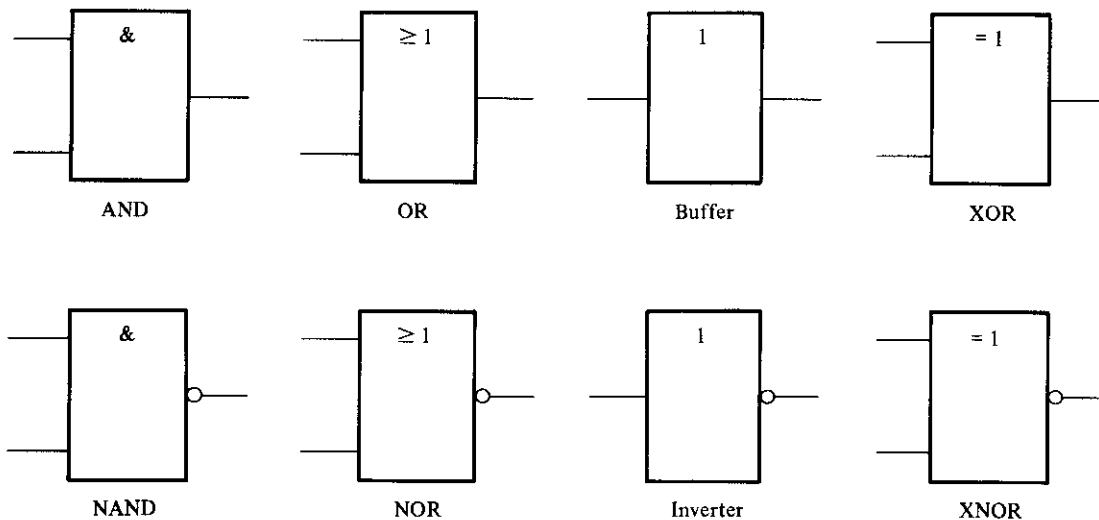 & ≥ 1 1 = 1
AND OR Buffer XOR
& ≥ 1 1 = 1
NAND NOR Inverter XNOR